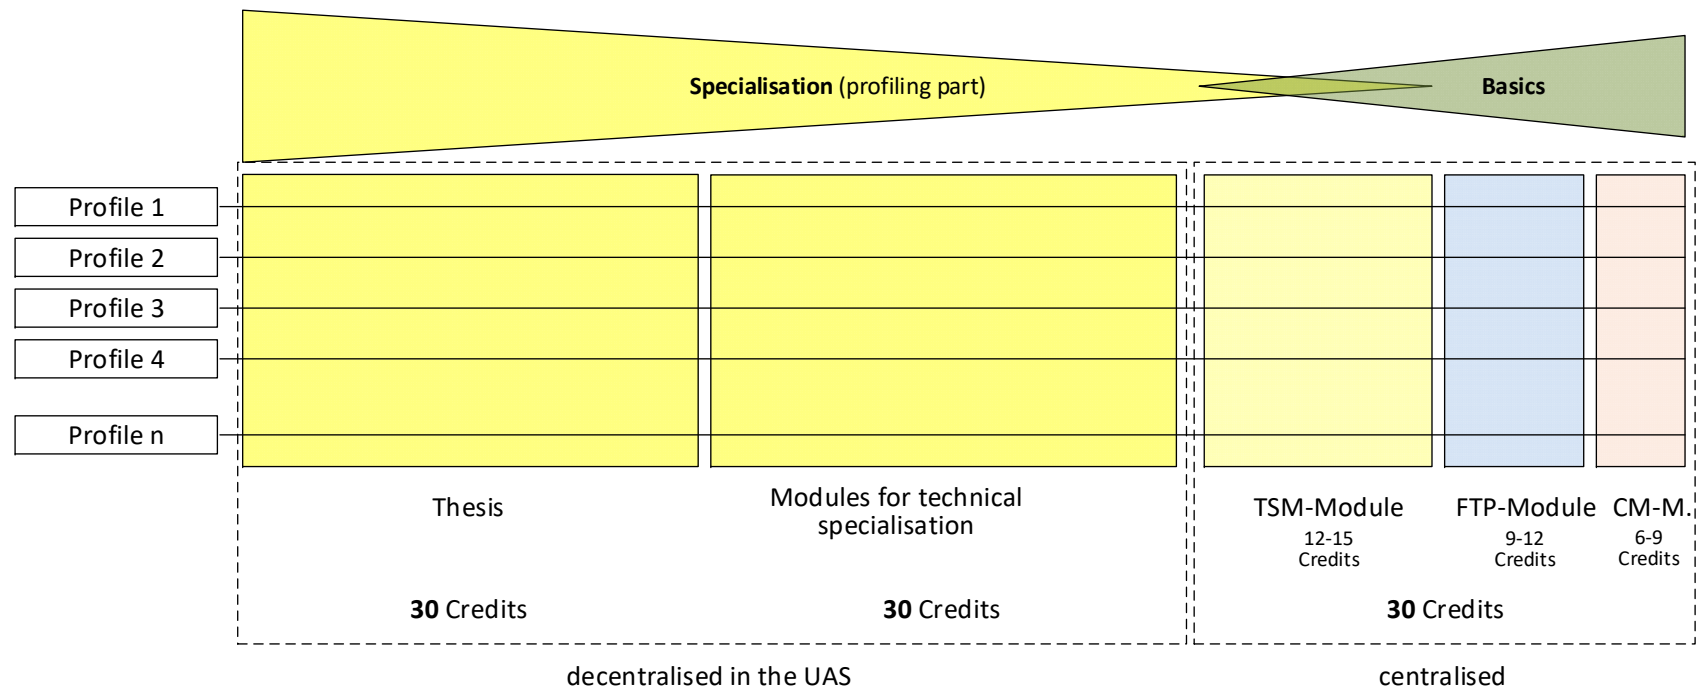 Specialisation (profiling part)
Basics
Profile 1
Profile 2
Profile 3
Profile 4
Profile n
Thesis
Modules for technical
specialisation
TSM-Module
12-15
Credits
FTP-Module
9-12
Credits
CM-M.
6-9
Credits
30 Credits
30 Credits
30 Credits
decentralised in the UAS
centralised